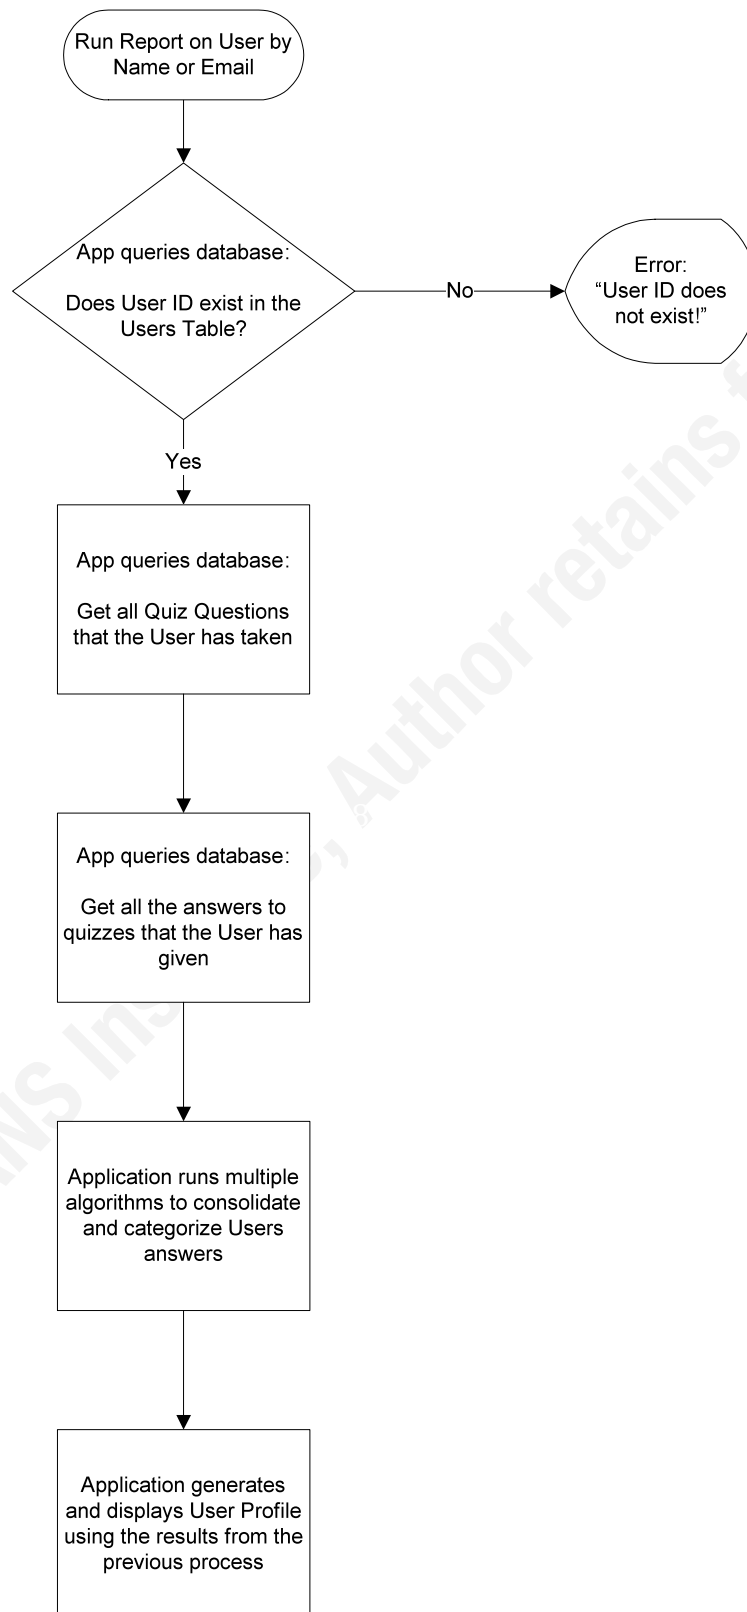 Run Report on User by
Name or Email
App queries database:
Does User ID exist in the
Users Table?
No
Error:
“User ID does
not exist!”
Yes
App queries database:
Get all Quiz Questions
that the User has taken
App queries database:
Get all the answers to
quizzes that the User has
given
Application runs multiple
algorithms to consolidate
and categorize Users
answers
Application generates
and displays User Profile
using the results from the
previous process
, Author retains